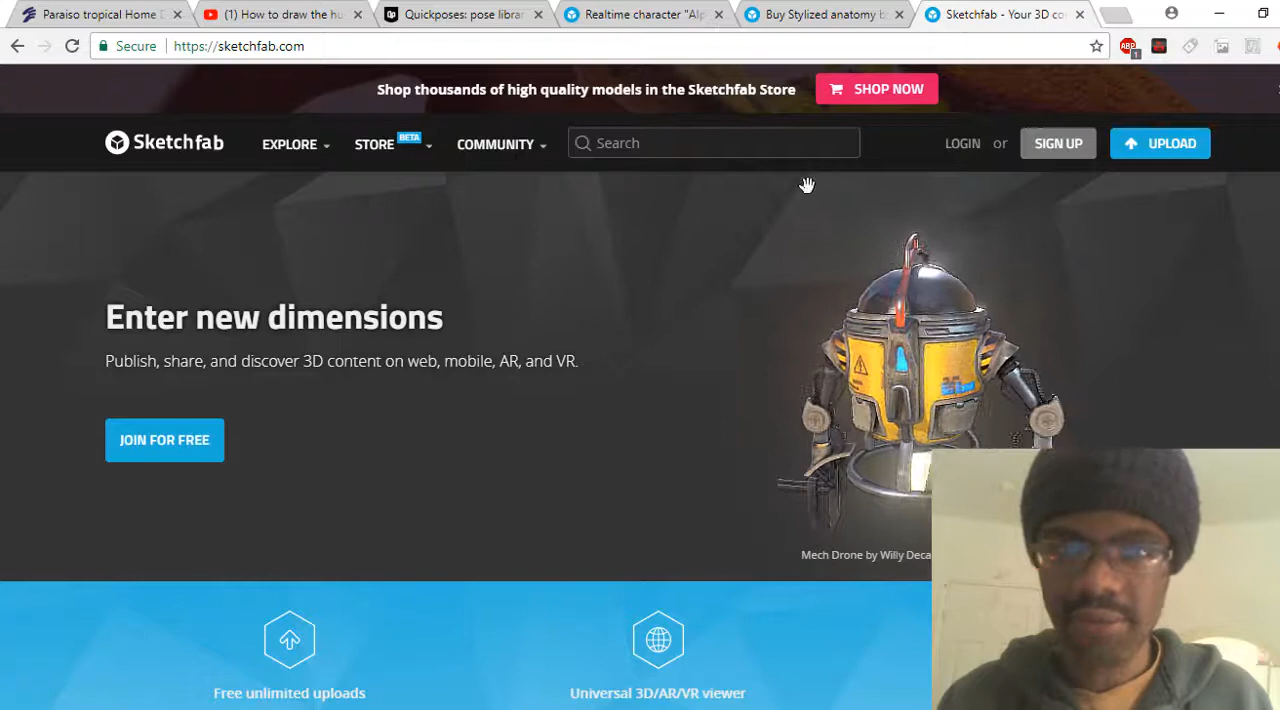 Paraiso tropical Home D
(1) How to draw the hu
Quickposes: pose librar
Realtime character "Alp
Buy Stylized anatomy b
Sketchfab - Your 3D co
Secure
https://sketchfab.com
ABP
1
Shop thousands of high quality models in the Sketchfab Store
SHOP NOW
Sketchfab
EXPLORE
STORE
BETA
COMMUNITY
Search
LOGIN or
SIGN UP
UPLOAD
Enter new dimensions
Publish, share, and discover 3D content on web, mobile, AR, and VR.
JOIN FOR FREE
Mech Drone by Willy Deca
Free unlimited uploads
Universal 3D/AR/VR viewer